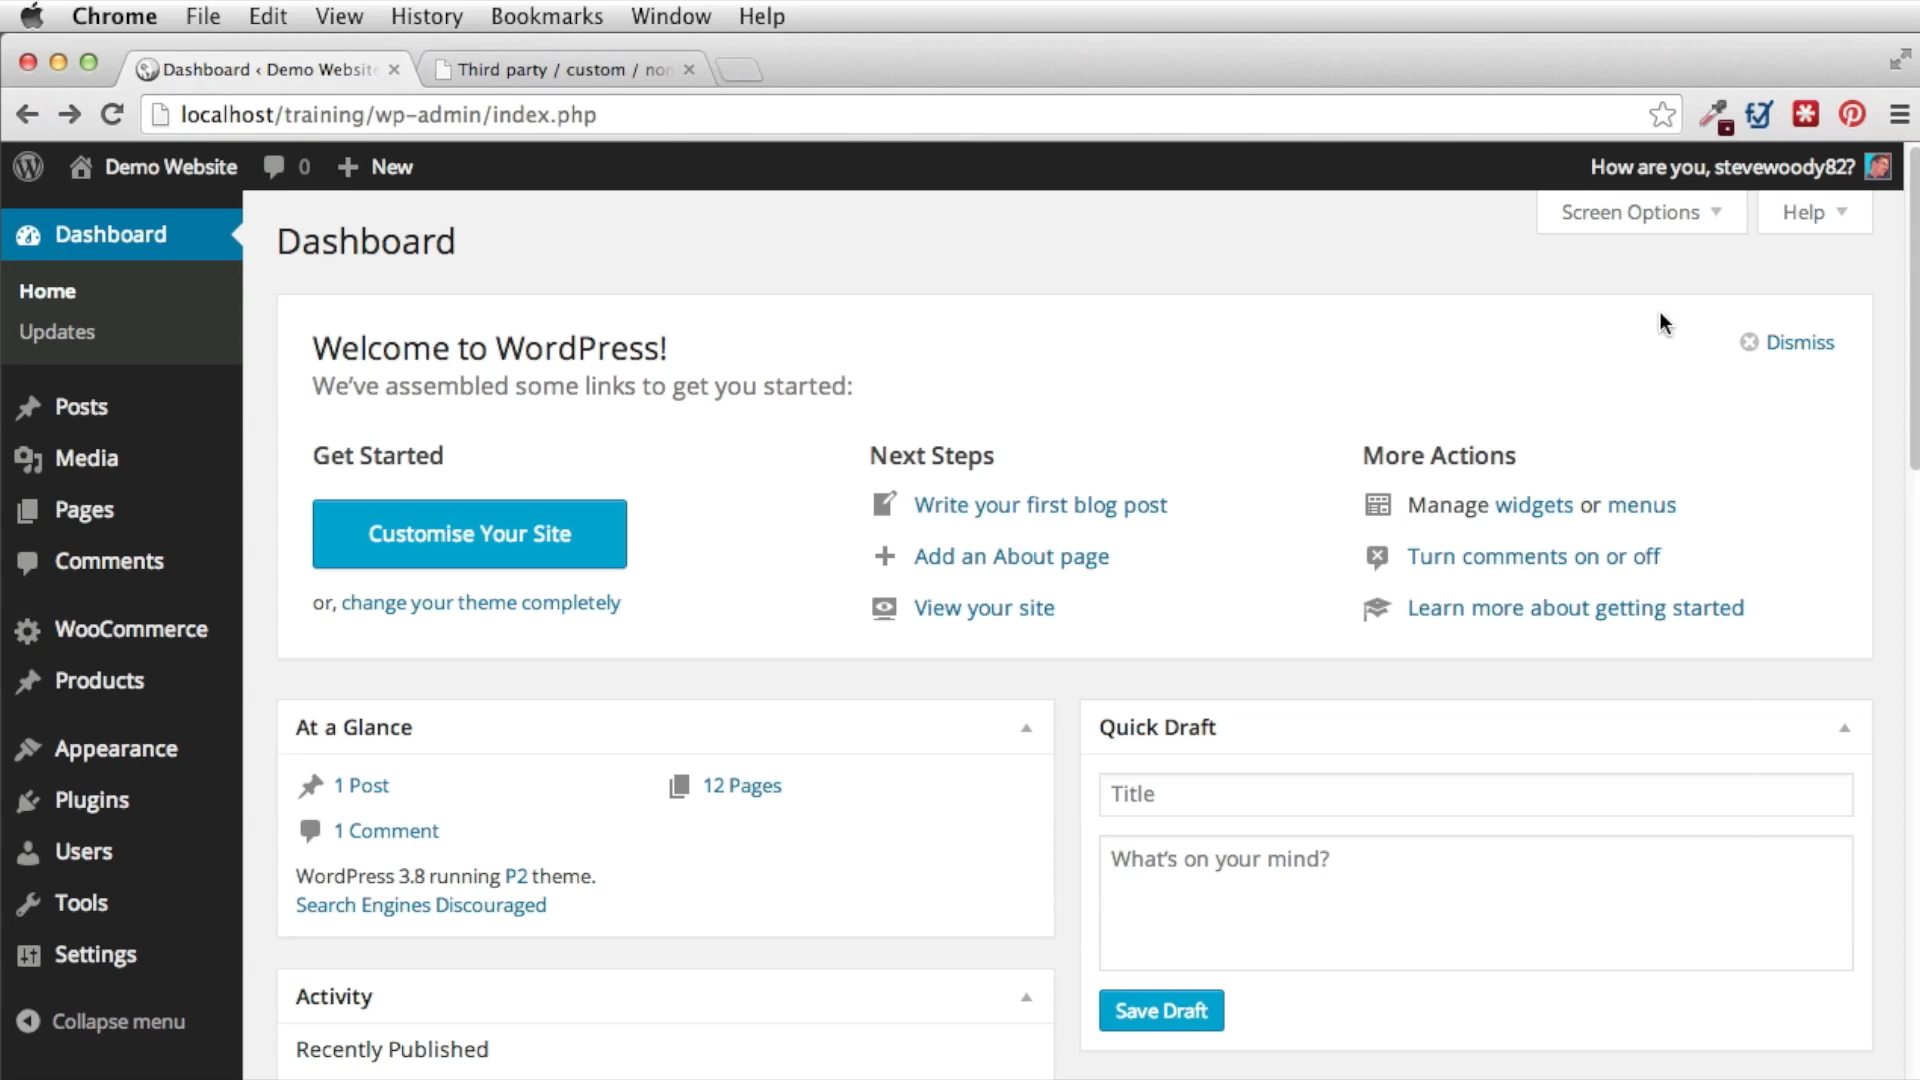 Chrome File Edit View History Bookmarks Window Help
Dashboard ‹ Demo Website Third party / custom / non
localhost/training/wp-admin/index.php
Demo Website 0 New How are you, stevewoody82?
Screen Options Help
Dashboard
Home
Updates
Posts
Media
Pages
Comments
WooCommerce
Products
Appearance
Plugins
Users
Tools
Settings
Collapse menu
Dashboard
Welcome to WordPress!
Dismiss
We've assembled some links to get you started:
Get Started
Customise Your Site
or, change your theme completely
Next Steps
Write your first blog post
Add an About page
View your site
More Actions
Manage widgets or menus
Turn comments on or off
Learn more about getting started
At a Glance
1 Post 12 Pages
1 Comment
WordPress 3.8 running P2 theme.
Search Engines Discouraged
Activity
Recently Published
Quick Draft
Title
What's on your mind?
Save Draft